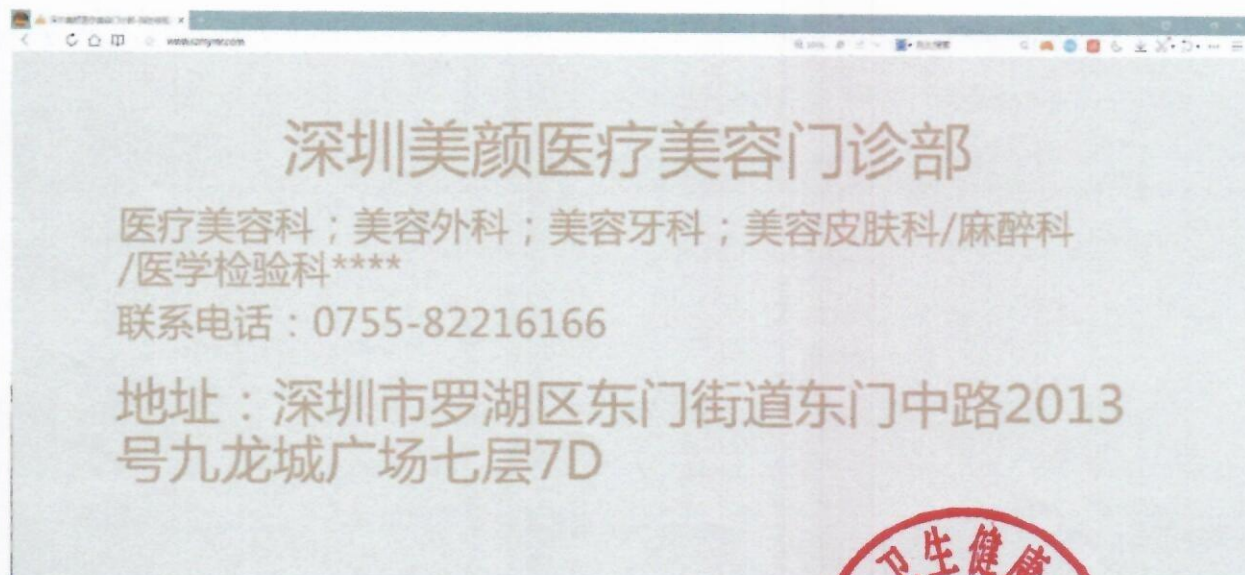 www.szmymr.com
深圳美颜医疗美容门诊部
医疗美容科；美容外科；美容牙科；美容皮肤科/麻醉科
/医学检验科****
联系电话：0755-82216166
地址：深圳市罗湖区东门街道东门中路2013
号九龙城广场七层7D
卫生健康